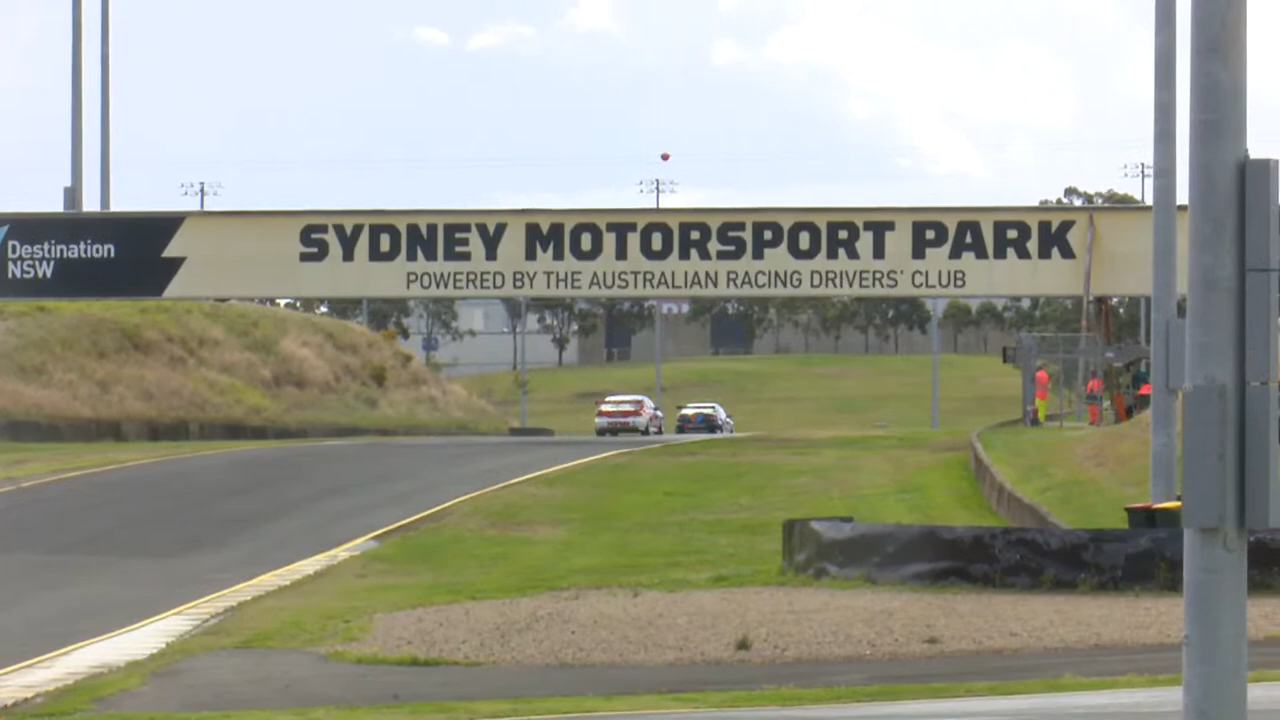 Destination
NSW
SYDNEY MOTORSPORT PARK
POWERED BY THE AUSTRALIAN RACING DRIVERS' CLUB